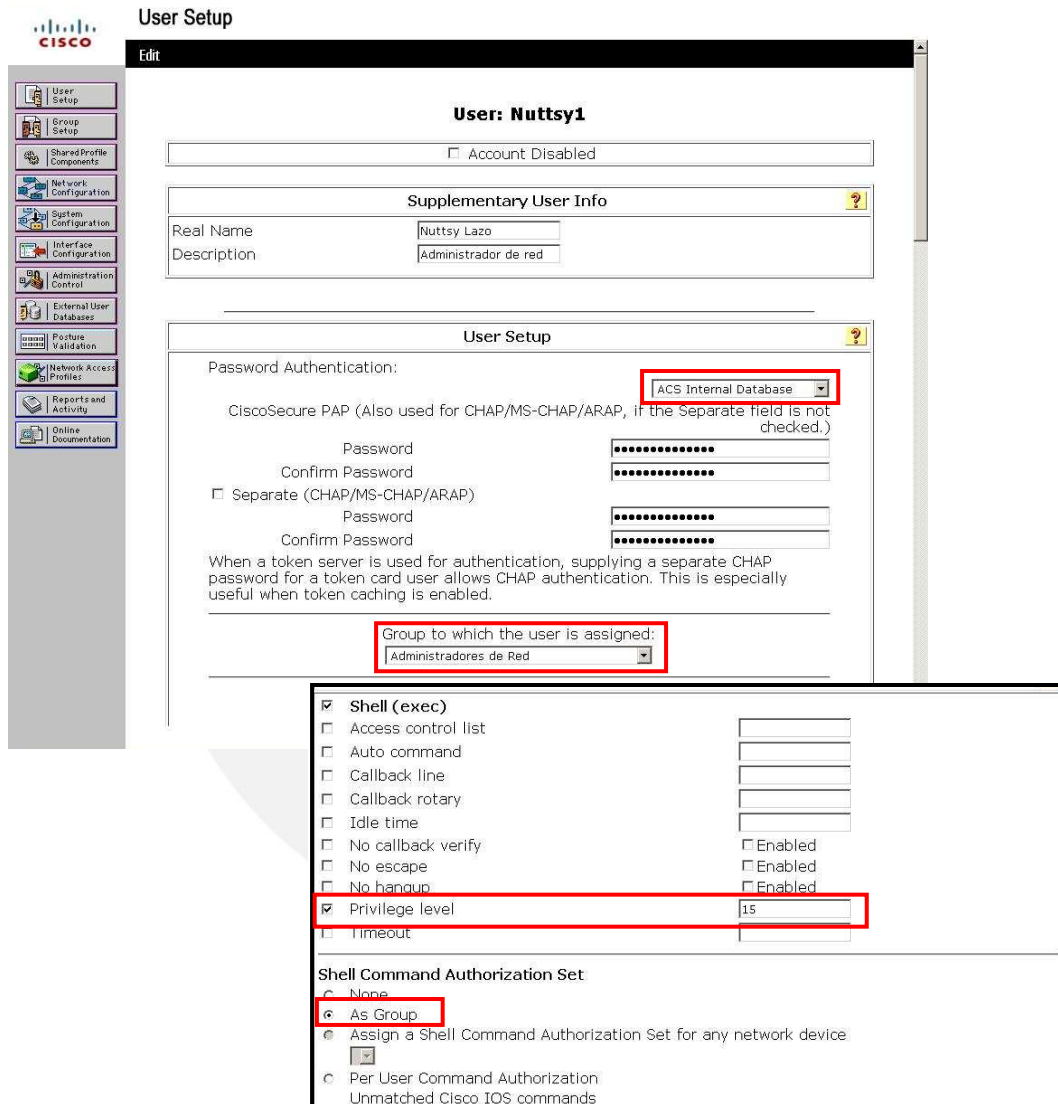 CISCO
User Setup
Edit
User
Setup
Group
Setup
Shared Profile
Components
Network
Configuration
System
Configuration
Interface
Configuration
Administration
Control
External User
Databases
Posture
Validation
Network Access
Profiles
Reports and
Activity
Online
Documentation
User: Nuttsy1
Account Disabled
Supplementary User Info
?
Real Name Nuttsy Lazo
Description Administrador de red
User Setup
?
Password Authentication:
ACS Internal Database
CiscoSecure PAP (Also used for CHAP/MS-CHAP/ARAP, if the Separate field is not
checked.)
Password ••••••••••••••
Confirm Password ••••••••••••••
Separate (CHAP/MS-CHAP/ARAP)
Password ••••••••••••••
Confirm Password ••••••••••••••
When a token server is used for authentication, supplying a separate CHAP
password for a token card user allows CHAP authentication. This is especially
useful when token caching is enabled.
Group to which the user is assigned:
Administradores de Red
Shell (exec)
Access control list
Auto command
Callback line
Callback rotary
Idle time
No callback verify Enabled
No escape Enabled
No hangup Enabled
Privilege level 15
Timeout
Shell Command Authorization Set
None
As Group
Assign a Shell Command Authorization Set for any network device
Per User Command Authorization
Unmatched Cisco IOS commands